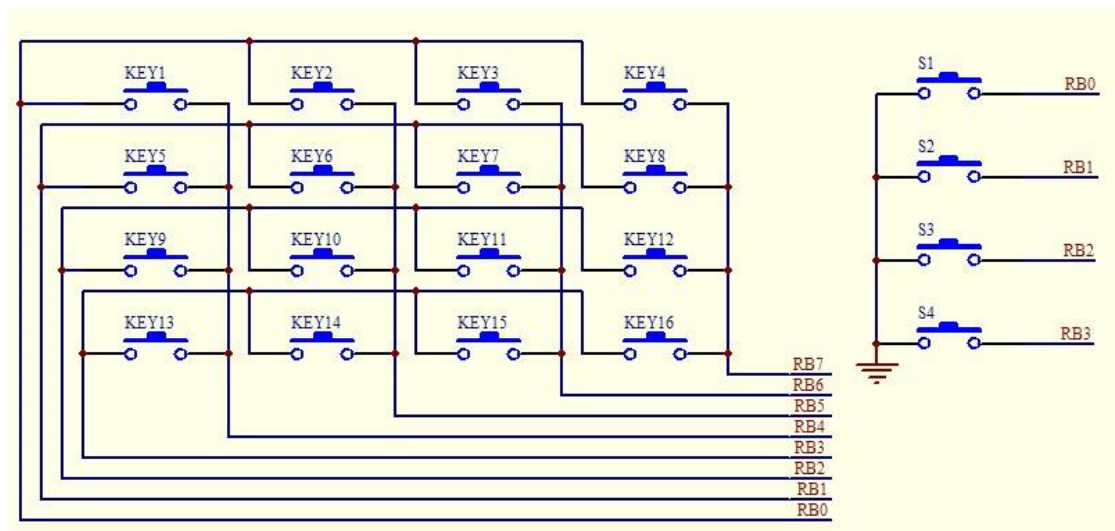 KEY1 KEY2 KEY3 KEY4
KEY5 KEY6 KEY7 KEY8
KEY9 KEY10 KEY11 KEY12
KEY13 KEY14 KEY15 KEY16
RB7
RB6
RB5
RB4
RB3
RB2
RB1
RB0
S1 RB0
S2 RB1
S3 RB2
S4 RB3